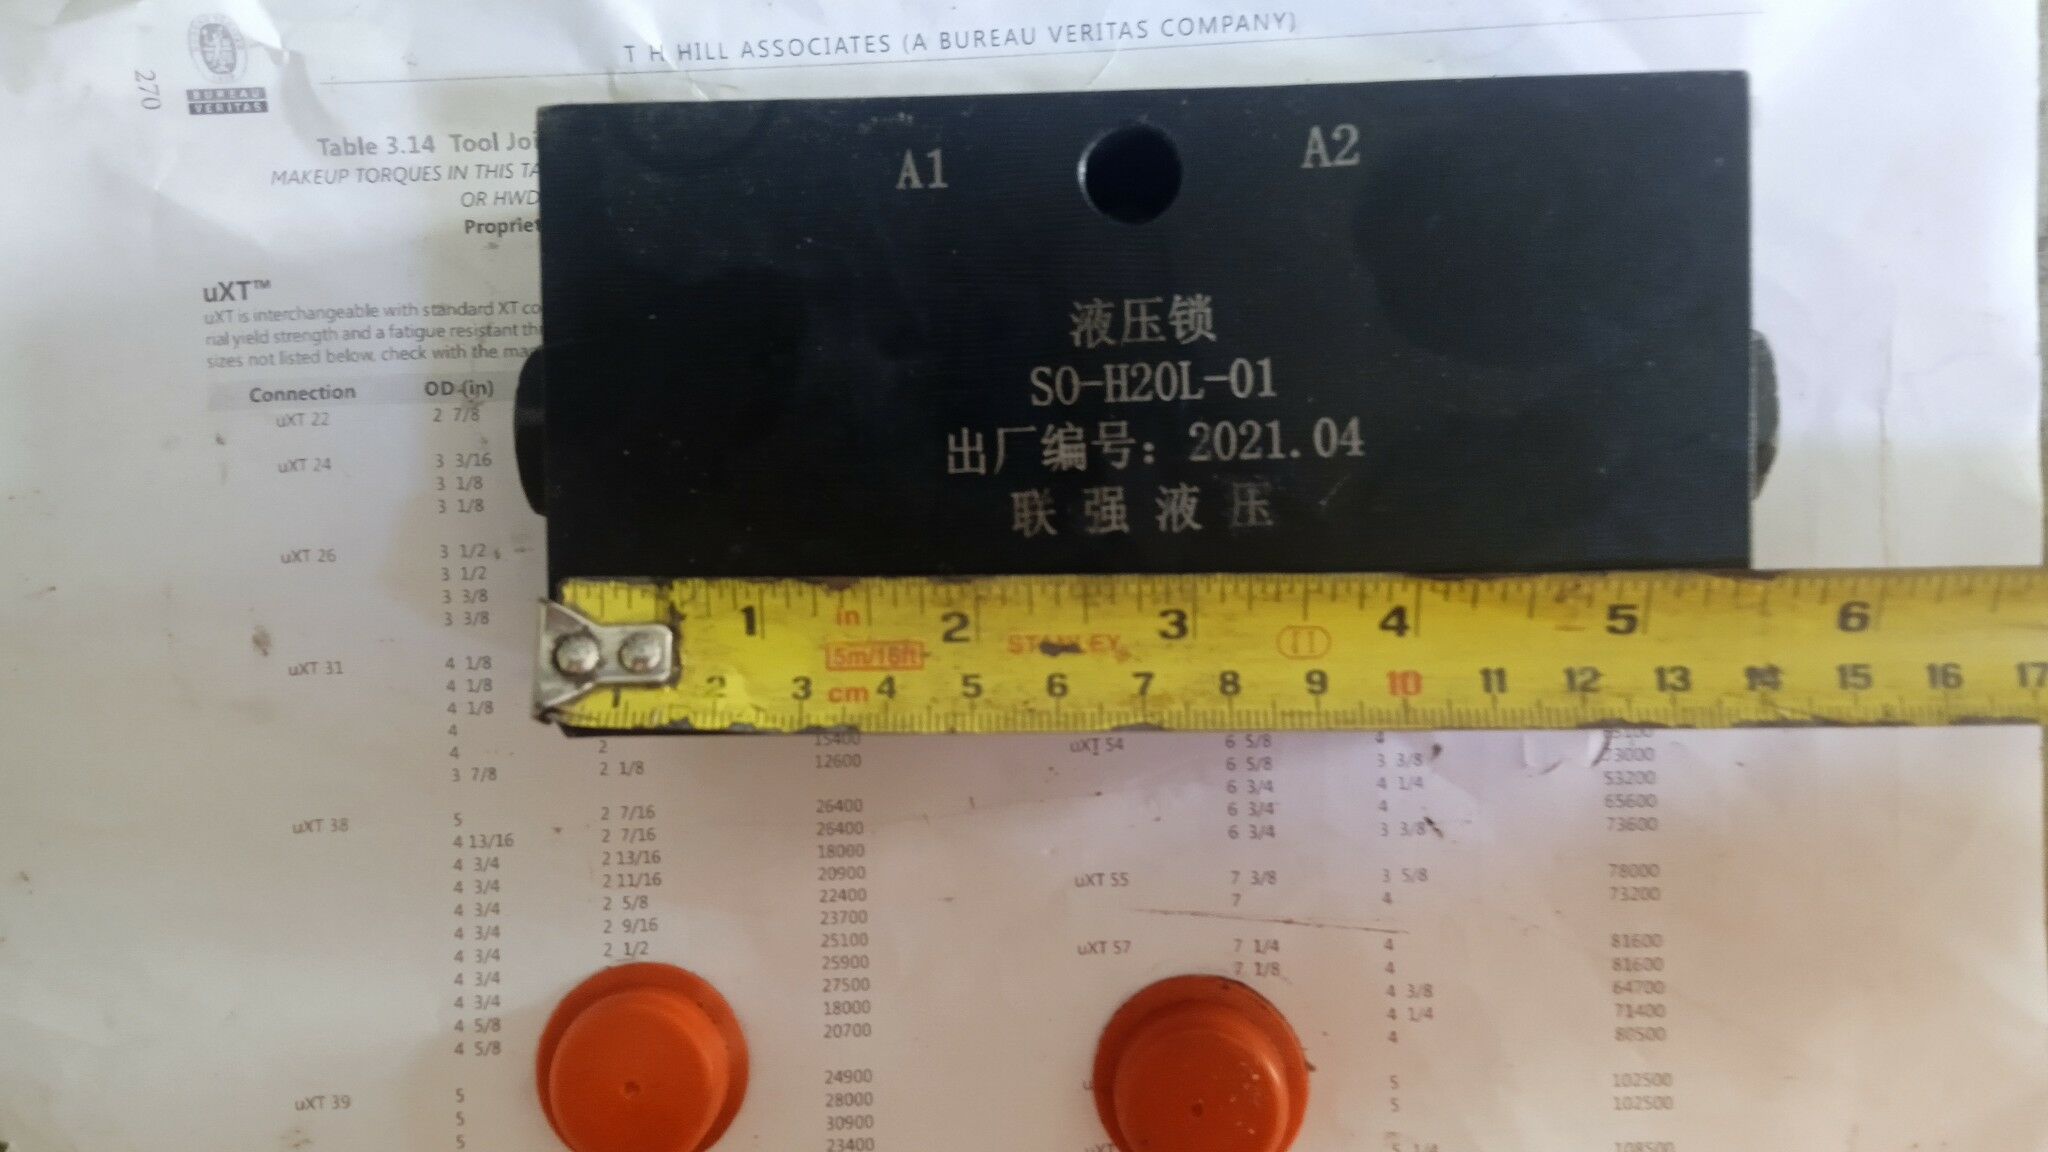 270
BUREAU
VERITAS
T H HILL ASSOCIATES (A BUREAU VERITAS COMPANY)
Table 3.14 Tool Joi
MAKEUP TORQUES IN THIS TA
OR HWD
Propriet
uXT™
uXT is interchangeable with standard XT co
rial yield strength and a fatigue resistant th
sizes not listed below, check with the ma
Connection OD (in)
uXT 22 2 7/8
uXT 24 3 3/16
3 1/8
3 1/8
uXT 26 3 1/2
3 1/2
3 3/8
3 3/8
uXT 31 4 1/8
4 1/8
4 1/8
4
4 2 15400
3 7/8 2 1/8 12600
uXT 38 5 2 7/16 26400
4 13/16 2 7/16 26400
4 3/4 2 13/16 18000
4 3/4 2 11/16 20900
4 3/4 2 5/8 22400
4 3/4 2 9/16 23700
4 3/4 2 1/2 25100
4 3/4 25900
4 3/4 27500
4 5/8 18000
4 5/8 20700
uXT 39 5 24900
5 28000
5 30900
23400
uXT 54 6 5/8 4
6 5/8 3 3/8 73000
6 3/4 4 1/4 53200
6 3/4 4 65600
6 3/4 3 3/8 73600
uXT 55 7 3/8 3 5/8 78000
7 4 73200
uXT 57 7 1/4 4 81600
7 1/8 4 81600
4 3/8 64700
4 1/4 71400
4 80500
5 102500
5 102500
5 1/4 108500
A1 A2
液压锁
SO-H20L-01
出厂编号: 2021.04
联强液压
1 in 2 STANLEY 3 11 4 5 6
5m/16ft
1 2 3 cm 4 5 6 7 8 9 10 11 12 13 14 15 16 17